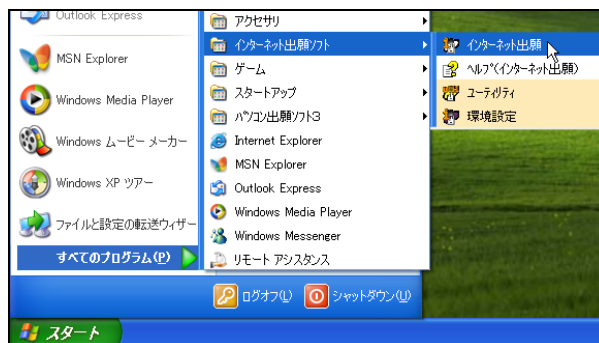 Outlook Express
MSN Explorer
Windows Media Player
Windows ムービー メーカー
Windows XP ツアー
ファイルと設定の転送ウィザー
すべてのプログラム(P)
アクセサリ
インターネット出願ソフト
ゲーム
スタートアップ
パソコン出願ソフト3
Internet Explorer
MSN Explorer
Outlook Express
Windows Media Player
Windows Messenger
リモート アシスタンス
インターネット出願
ヘルプ(インターネット出願)
ユーティリティ
環境設定
ログオフ(L)
シャットダウン(U)
スタート